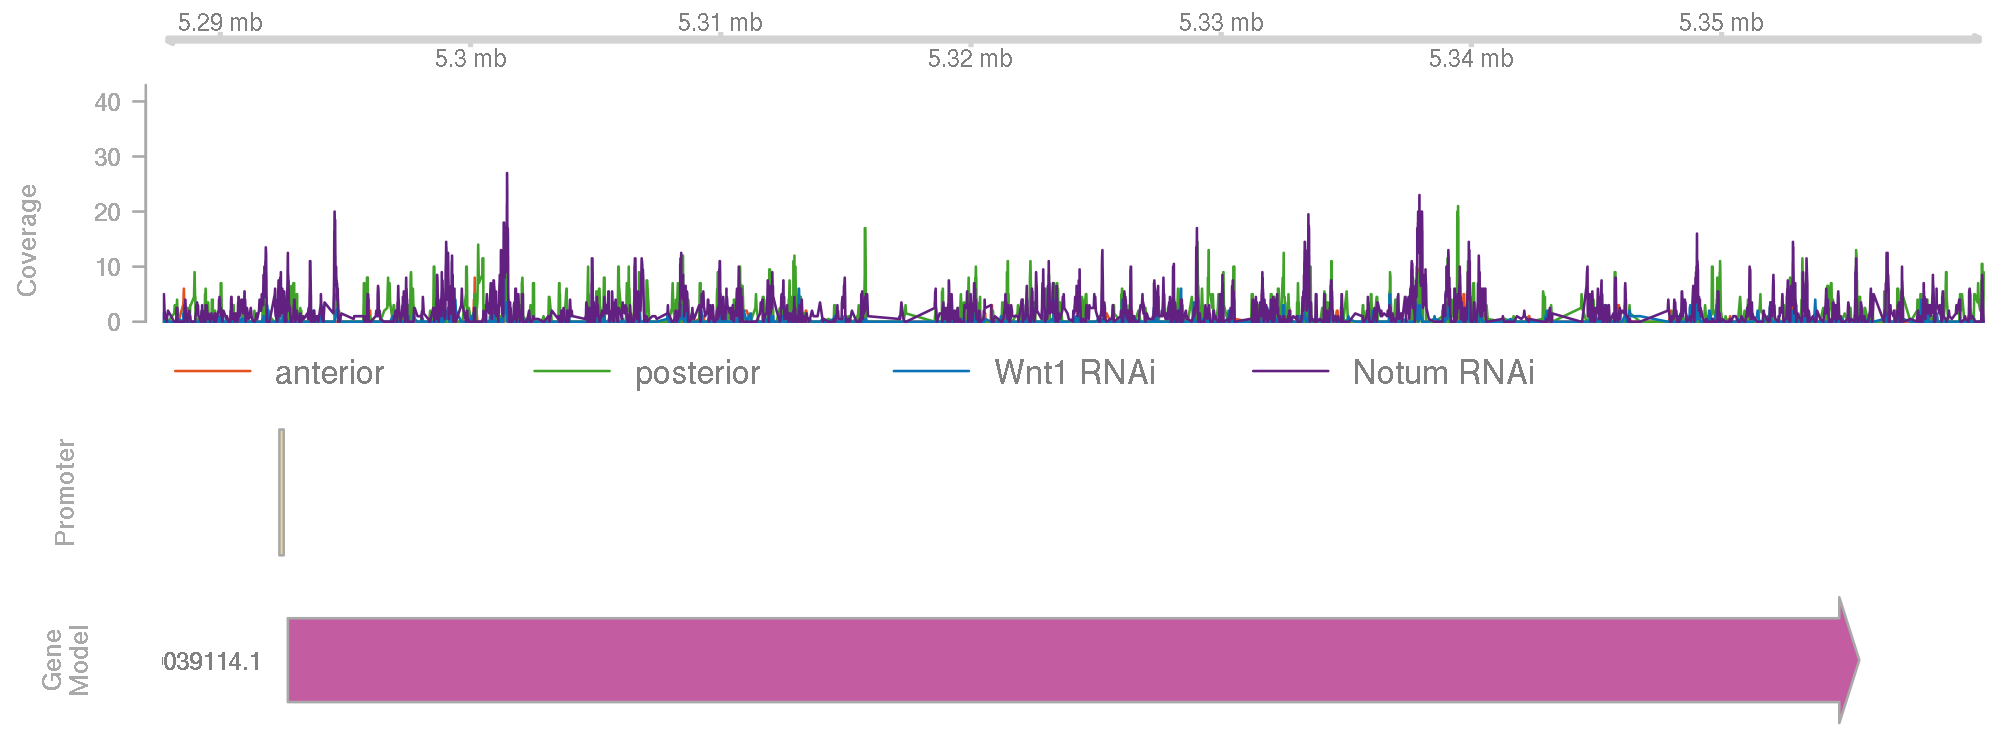 5.29 mb 5.31 mb 5.33 mb 5.35 mb
5.3 mb 5.32 mb 5.34 mb
40
30
20
10
0
Coverage
anterior posterior Wnt1 RNAi Notum RNAi
Promoter
Gene
Model
039114.1